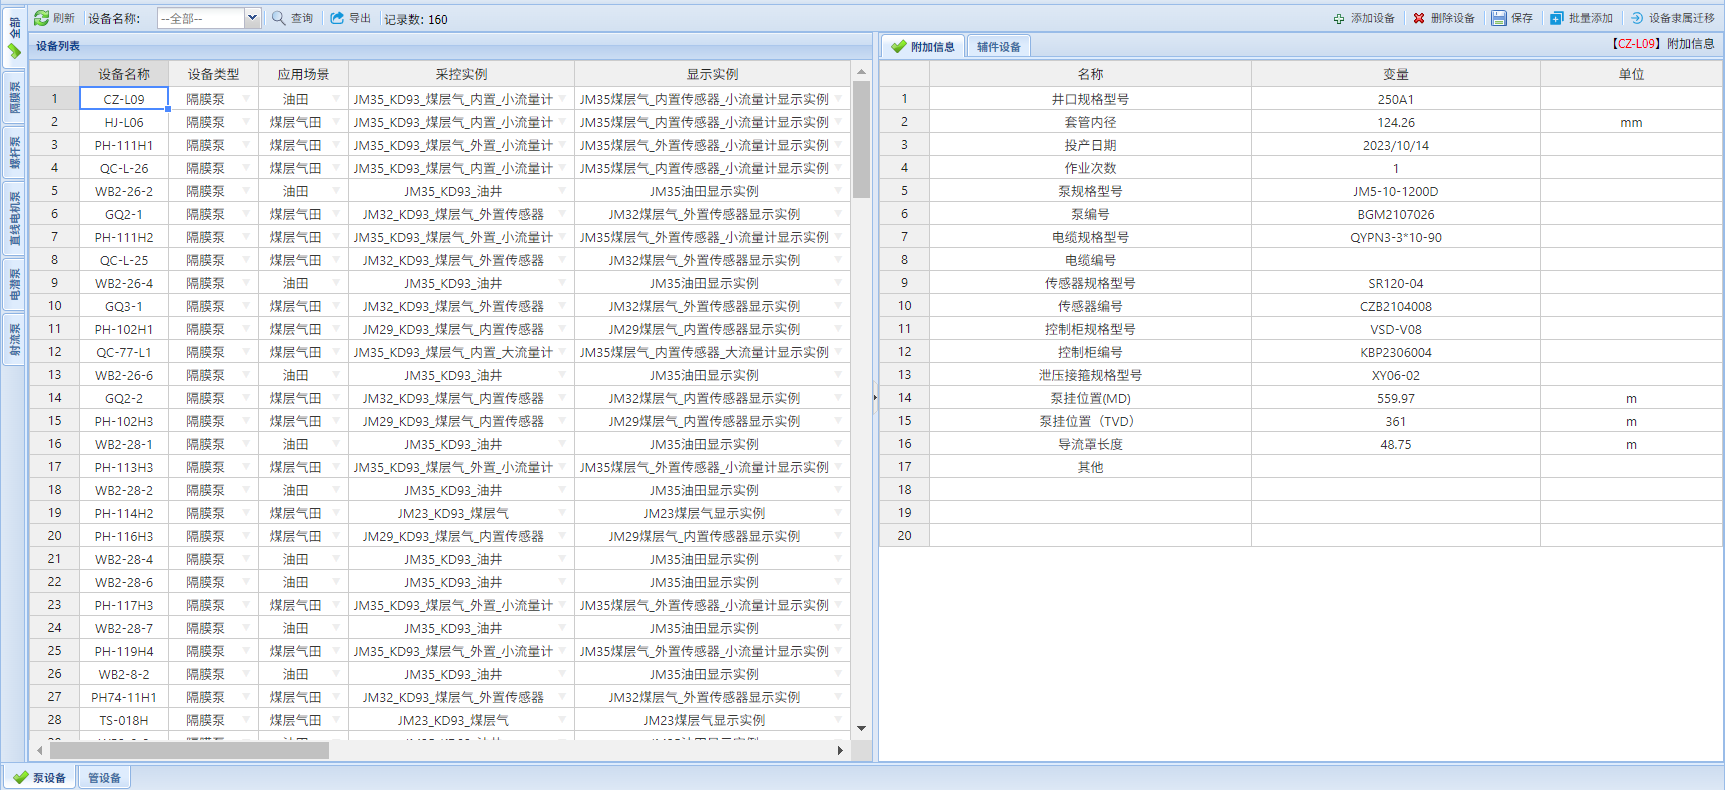 全部
隔膜泵
螺杆泵
直线电机泵
电潜泵
射流泵
刷新 设备名称: --全部-- 查询 导出 记录数: 160 添加设备 删除设备 保存 批量添加 设备隶属迁移
设备列表
设备名称 设备类型 应用场景 采控实例 显示实例
1 CZ-L09 隔膜泵 油田 JM35_KD93_煤层气_内置_小流量计 JM35煤层气_内置传感器_小流量计显示实例
2 HJ-L06 隔膜泵 煤层气田 JM35_KD93_煤层气_内置_小流量计 JM35煤层气_内置传感器_小流量计显示实例
3 PH-111H1 隔膜泵 煤层气田 JM35_KD93_煤层气_外置_小流量计 JM35煤层气_外置传感器_小流量计显示实例
4 QC-L-26 隔膜泵 煤层气田 JM35_KD93_煤层气_内置_小流量计 JM35煤层气_内置传感器_小流量计显示实例
5 WB2-26-2 隔膜泵 油田 JM35_KD93_油井 JM35油田显示实例
6 GQ2-1 隔膜泵 煤层气田 JM32_KD93_煤层气_外置传感器 JM32煤层气_外置传感器显示实例
7 PH-111H2 隔膜泵 煤层气田 JM35_KD93_煤层气_外置_小流量计 JM35煤层气_外置传感器_小流量计显示实例
8 QC-L-25 隔膜泵 煤层气田 JM32_KD93_煤层气_外置传感器 JM32煤层气_外置传感器显示实例
9 WB2-26-4 隔膜泵 油田 JM35_KD93_油井 JM35油田显示实例
10 GQ3-1 隔膜泵 煤层气田 JM32_KD93_煤层气_外置传感器 JM32煤层气_外置传感器显示实例
11 PH-102H1 隔膜泵 煤层气田 JM29_KD93_煤层气_内置传感器 JM29煤层气_内置传感器显示实例
12 QC-77-L1 隔膜泵 煤层气田 JM35_KD93_煤层气_内置_大流量计 JM35煤层气_内置传感器_大流量计显示实例
13 WB2-26-6 隔膜泵 油田 JM35_KD93_油井 JM35油田显示实例
14 GQ2-2 隔膜泵 煤层气田 JM32_KD93_煤层气_外置传感器 JM32煤层气_外置传感器显示实例
15 PH-102H3 隔膜泵 煤层气田 JM29_KD93_煤层气_内置传感器 JM29煤层气_内置传感器显示实例
16 WB2-28-1 隔膜泵 油田 JM35_KD93_油井 JM35油田显示实例
17 PH-113H3 隔膜泵 煤层气田 JM35_KD93_煤层气_外置_小流量计 JM35煤层气_外置传感器_小流量计显示实例
18 WB2-28-2 隔膜泵 油田 JM35_KD93_油井 JM35油田显示实例
19 PH-114H2 隔膜泵 煤层气田 JM23_KD93_煤层气 JM23煤层气显示实例
20 PH-116H3 隔膜泵 煤层气田 JM29_KD93_煤层气_内置传感器 JM29煤层气_内置传感器显示实例
21 WB2-28-4 隔膜泵 油田 JM35_KD93_油井 JM35油田显示实例
22 WB2-28-6 隔膜泵 油田 JM35_KD93_油井 JM35油田显示实例
23 PH-117H3 隔膜泵 煤层气田 JM35_KD93_煤层气_外置_小流量计 JM35煤层气_外置传感器_小流量计显示实例
24 WB2-28-7 隔膜泵 油田 JM35_KD93_油井 JM35油田显示实例
25 PH-119H4 隔膜泵 煤层气田 JM35_KD93_煤层气_外置_小流量计 JM35煤层气_外置传感器_小流量计显示实例
26 WB2-8-2 隔膜泵 油田 JM35_KD93_油井 JM35油田显示实例
27 PH74-11H1 隔膜泵 煤层气田 JM32_KD93_煤层气_外置传感器 JM32煤层气_外置传感器显示实例
28 TS-018H 隔膜泵 煤层气田 JM23_KD93_煤层气 JM23煤层气显示实例
附加信息 辅件设备 【CZ-L09】附加信息
名称 变量 单位
1 井口规格型号 250A1
2 套管内径 124.26 mm
3 投产日期 2023/10/14
4 作业次数 1
5 泵规格型号 JM5-10-1200D
6 泵编号 BGM2107026
7 电缆规格型号 QYPN3-3*10-90
8 电缆编号
9 传感器规格型号 SR120-04
10 传感器编号 CZB2104008
11 控制柜规格型号 VSD-V08
12 控制柜编号 KBP2306004
13 泄压接箍规格型号 XY06-02
14 泵挂位置(MD) 559.97 m
15 泵挂位置（TVD） 361 m
16 导流罩长度 48.75 m
17 其他
18
19
20
泵设备 管设备